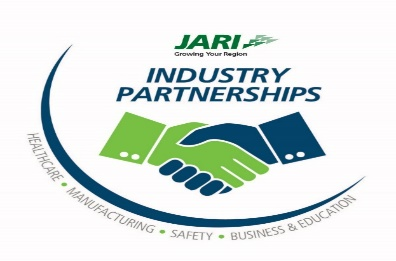 JARI
Growing Your Region
INDUSTRY
PARTNERSHIPS
HEALTHCARE • MANUFACTURING • SAFETY • BUSINESS & EDUCATION